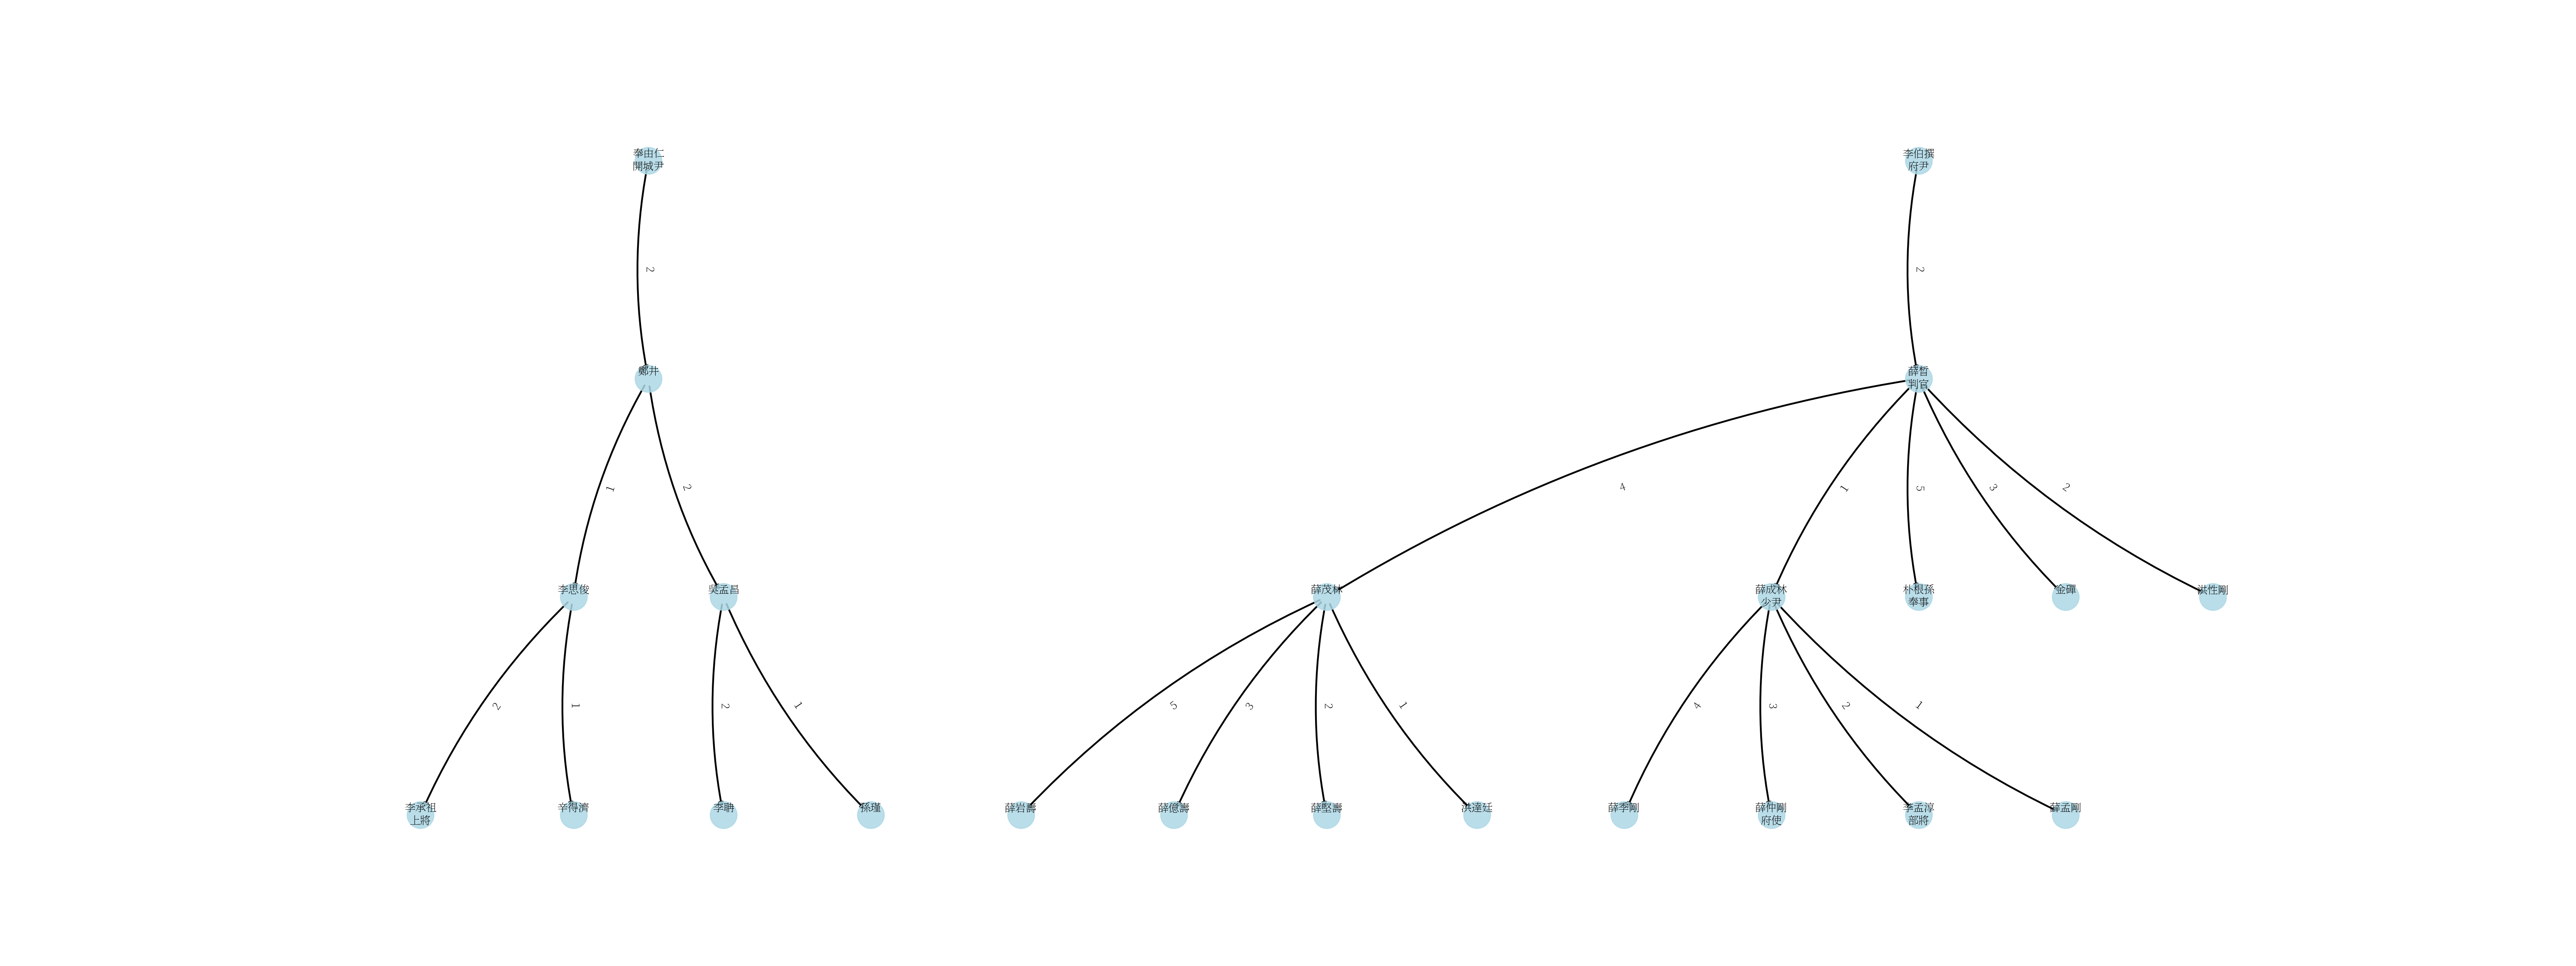 奉由仁
開城尹
李伯撰
府尹
2
2
鄭井
薛晳
判官
1
2
4
1
5
3
2
李思俊
吳孟昌
薛茂林
薛成林
少尹
朴根孫
奉事
金磾
洪性剛
2
1
2
1
5
3
2
1
4
3
2
1
李承祖
上將
辛得濟
李聃
孫瑾
薛岩壽
薛億壽
薛堅壽
洪達廷
薛季剛
薛仲剛
府使
李孟淳
部將
薛孟剛